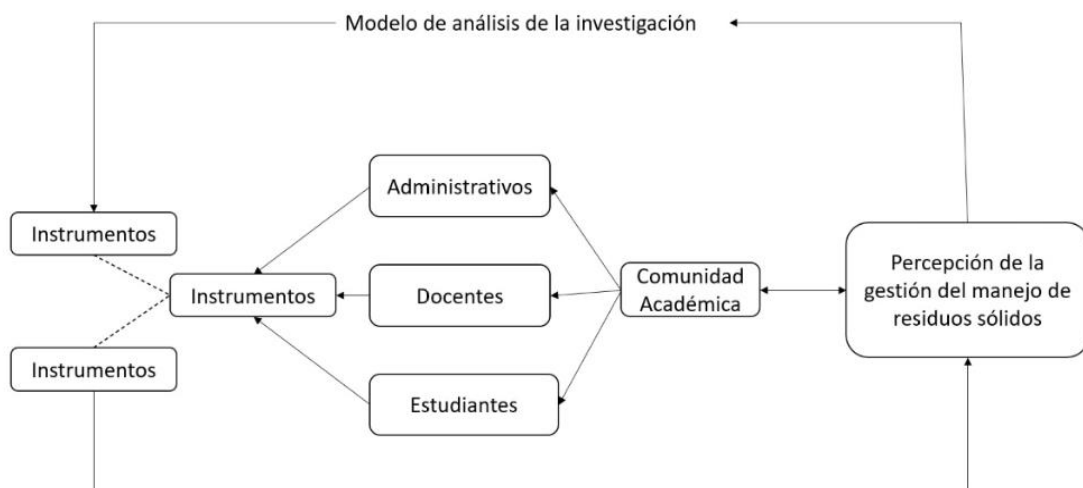 Modelo de análisis de la investigación
Administrativos
Instrumentos
Instrumentos
Docentes
Comunidad
Académica
Percepción de la
gestión del manejo de
residuos sólidos
Instrumentos
Estudiantes